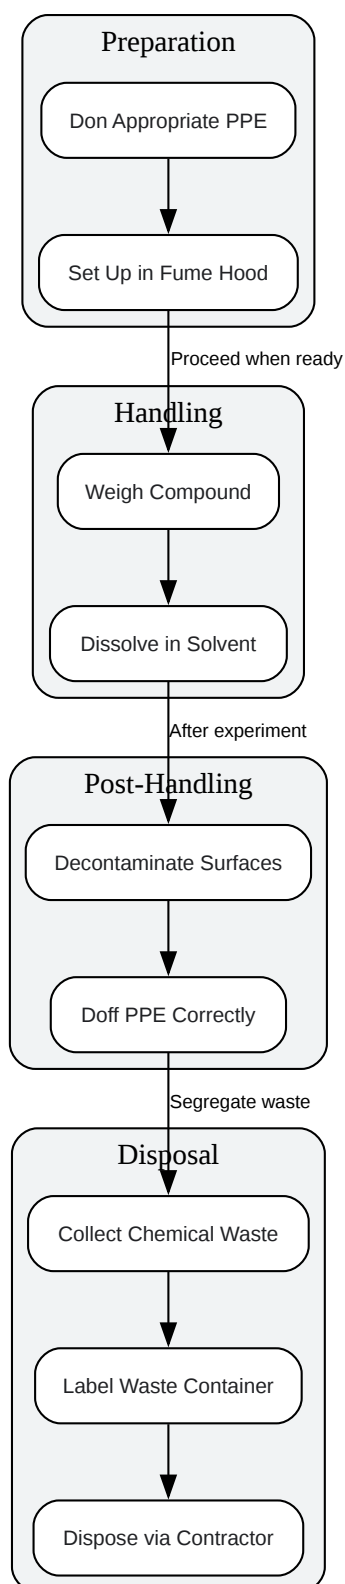 Preparation
Don Appropriate PPE
Set Up in Fume Hood
Proceed when ready
Handling
Weigh Compound
Dissolve in Solvent
After experiment
Post-Handling
Decontaminate Surfaces
Doff PPE Correctly
Segregate waste
Disposal
Collect Chemical Waste
Label Waste Container
Dispose via Contractor